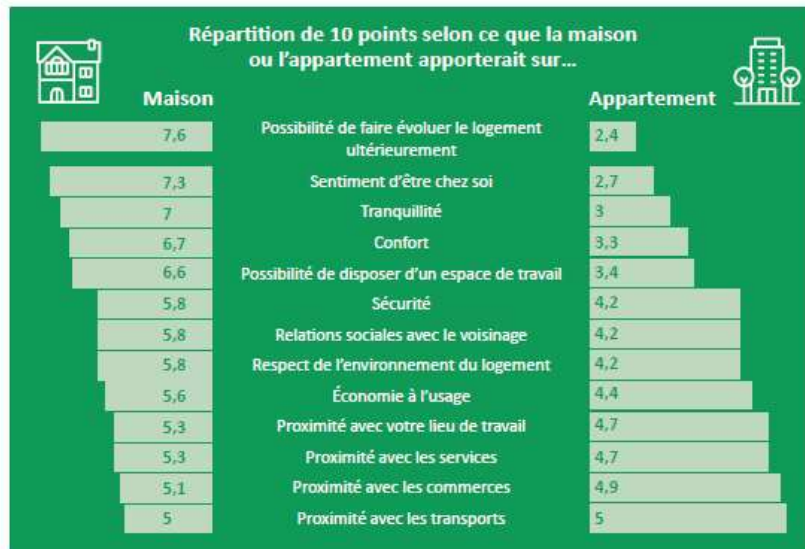 Répartition de 10 points selon ce que la maison
ou l'appartement apporterait sur...
Maison Appartement
7,6 Possibilité de faire évoluer le logement ultérieurement 2,4
7,3 Sentiment d'être chez soi 2,7
7 Tranquillité 3
6,7 Confort 3,3
6,6 Possibilité de disposer d'un espace de travail 3,4
5,8 Sécurité 4,2
5,8 Relations sociales avec le voisinage 4,2
5,8 Respect de l'environnement du logement 4,2
5,6 Économie à l'usage 4,4
5,3 Proximité avec votre lieu de travail 4,7
5,3 Proximité avec les services 4,7
5,1 Proximité avec les commerces 4,9
5 Proximité avec les transports 5